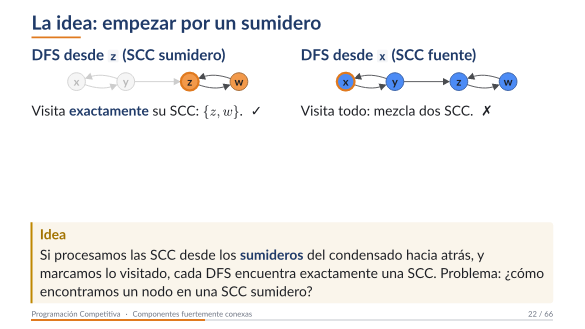 La idea: empezar por un sumidero
DFS desde z (SCC sumidero)
x y z w
Visita exactamente su SCC: {z, w}. ✓
DFS desde x (SCC fuente)
x y z w
Visita todo: mezcla dos SCC. ✗
Idea
Si procesamos las SCC desde los sumideros del condensado hacia atrás, y
marcamos lo visitado, cada DFS encuentra exactamente una SCC. Problema: ¿cómo
encontramos un nodo en una SCC sumidero?
Programación Competitiva · Componentes fuertemente conexas
22 / 66